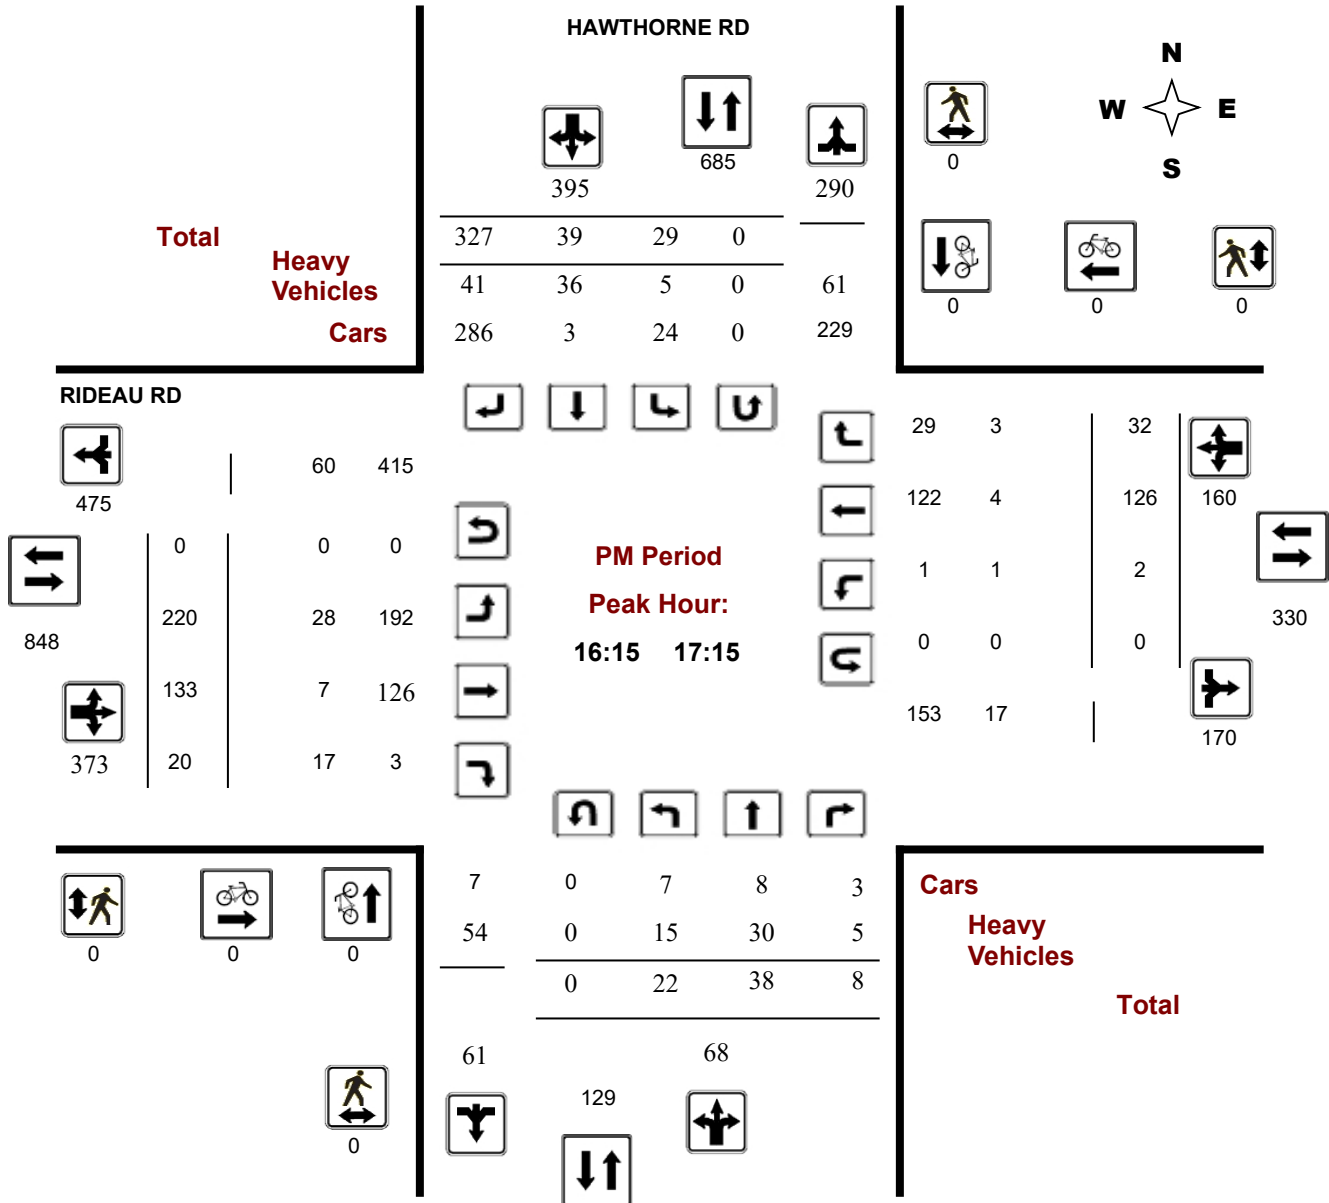 HAWTHORNE RD
N
W E
S
685
0
395 290
Total 327 39 29 0
Heavy
Vehicles
41 36 5 0 61
0 0 0
Cars 286 3 24 0 229
RIDEAU RD
29 3 32
60 415
475
122 4 126 160
0 0 0
PM Period
1 1 2
Peak Hour:
220 28 192
330
848
16:15 17:15
0 0 0
133 7 126
153 17
170
373 20 17 3
7 0 7 8 3
Cars
54 0 15 30 5
Heavy
Vehicles
0 0 0
0 22 38 8
Total
61 68
129
0